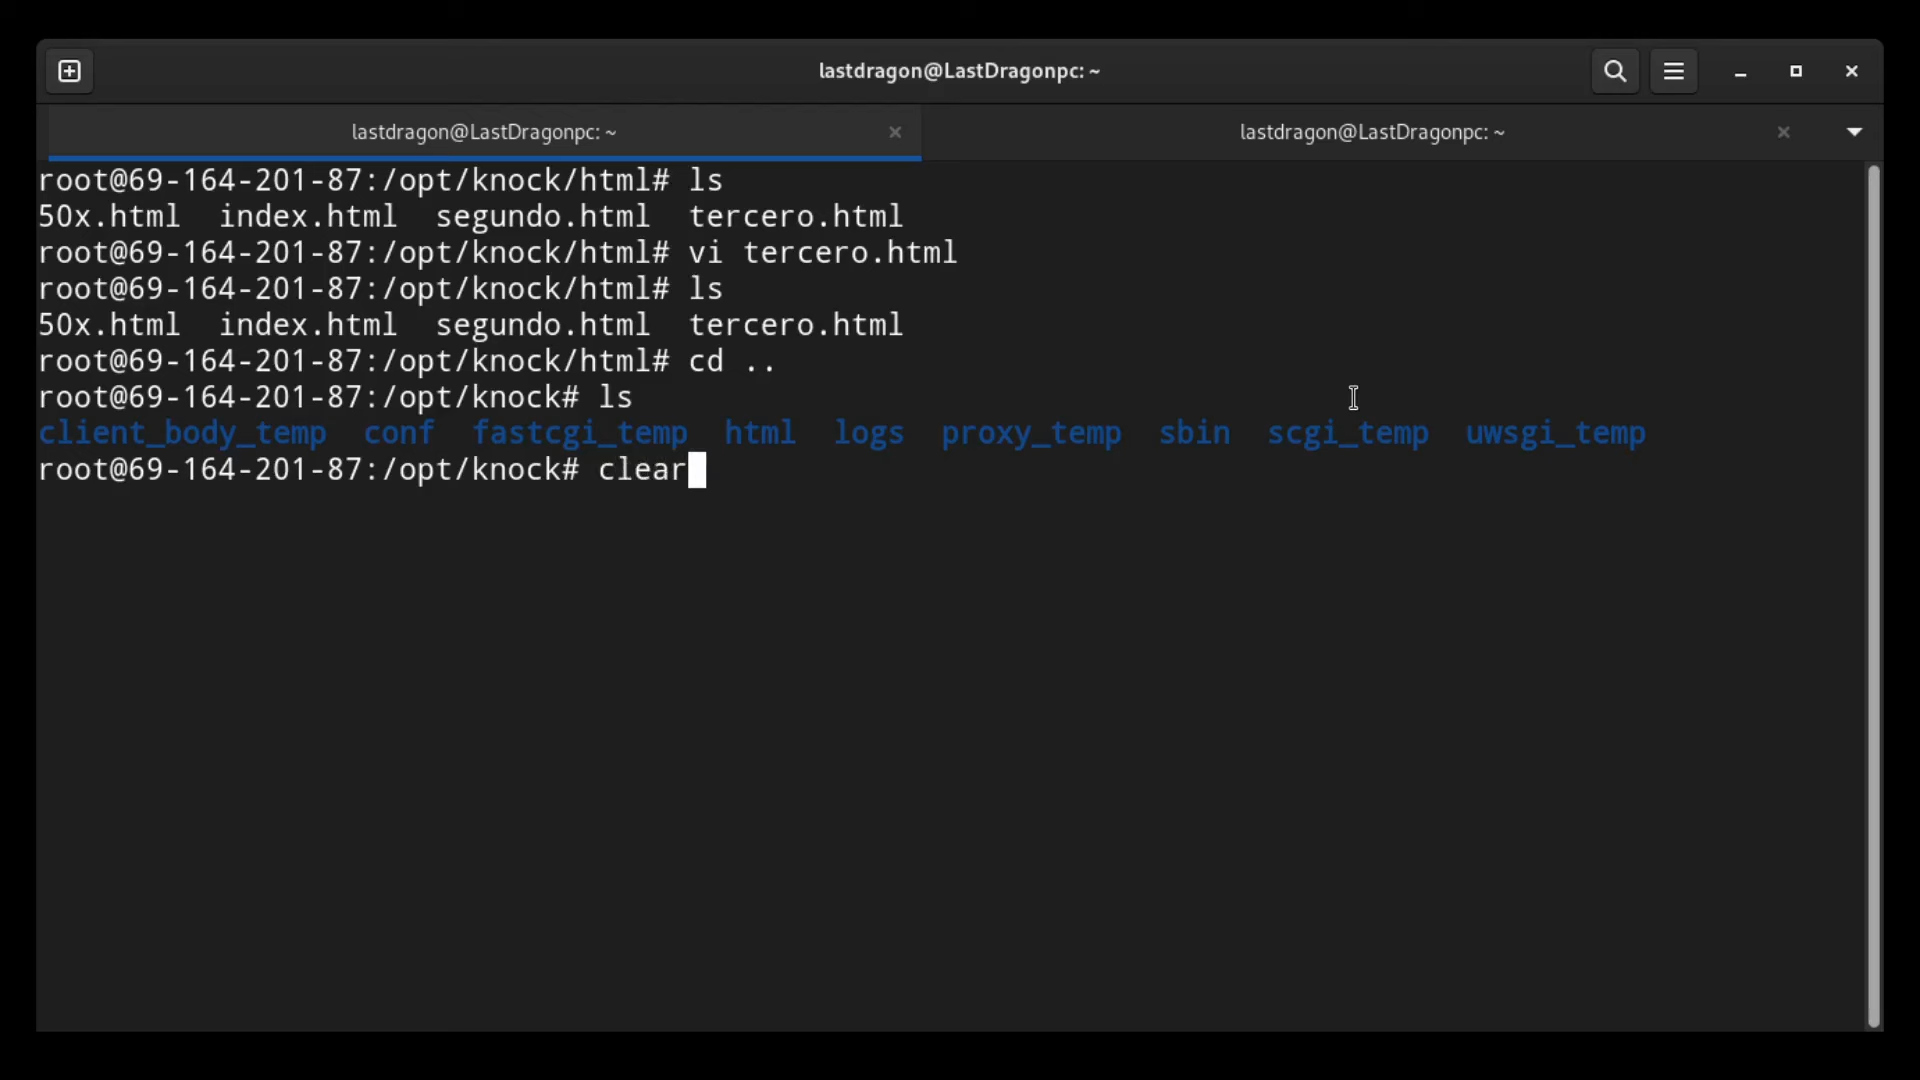 lastdragon@LastDragonpc: ~
lastdragon@LastDragonpc: ~
lastdragon@LastDragonpc: ~
root@69-164-201-87:/opt/knock/html# ls
50x.html  index.html  segundo.html  tercero.html
root@69-164-201-87:/opt/knock/html# vi tercero.html
root@69-164-201-87:/opt/knock/html# ls
50x.html  index.html  segundo.html  tercero.html
root@69-164-201-87:/opt/knock/html# cd ..
root@69-164-201-87:/opt/knock# ls
client_body_temp  conf  fastcgi_temp  html  logs  proxy_temp  sbin  scgi_temp  uwsgi_temp
root@69-164-201-87:/opt/knock# clear